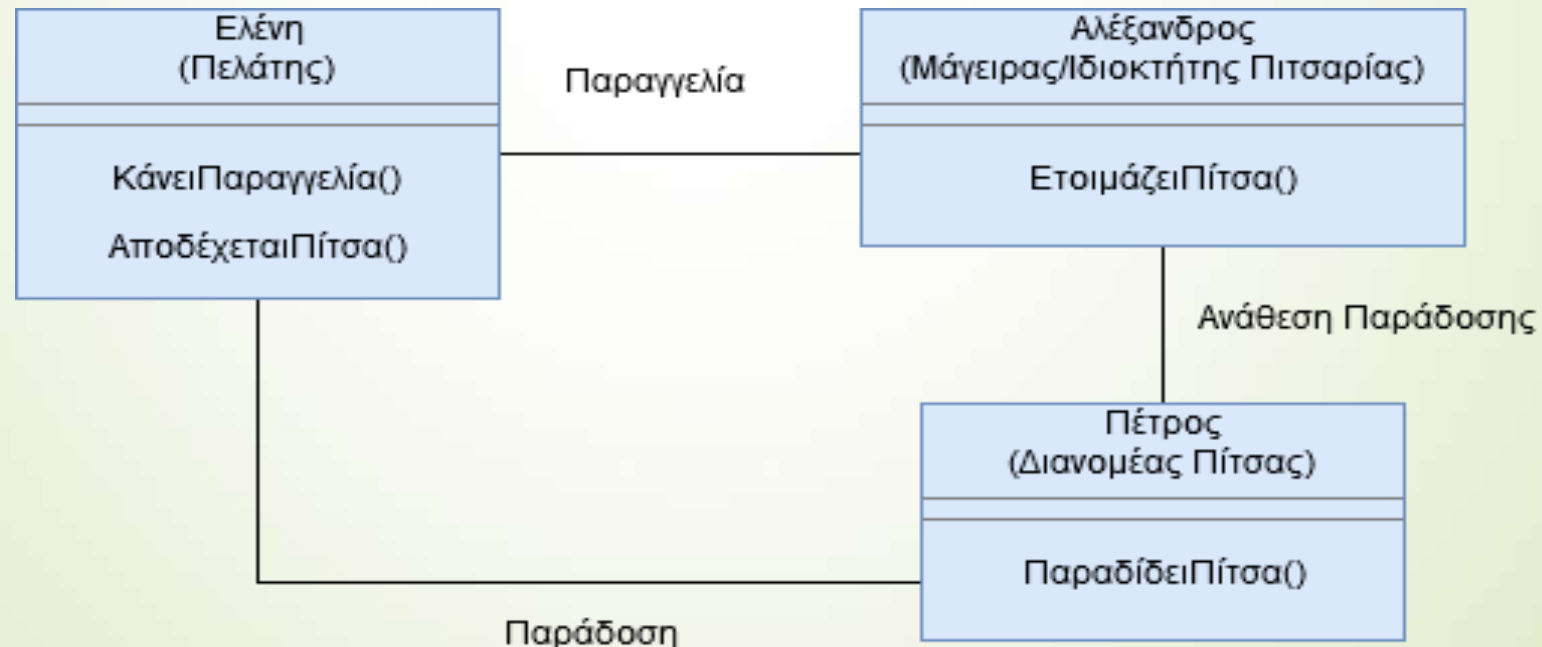 Ελένη
(Πελάτης)
ΚάνειΠαραγγελία()
ΑποδέχεταιΠίτσα()
Παραγγελία
Αλέξανδρος
(Μάγειρας/Ιδιοκτήτης Πιτσαρίας)
ΕτοιμάζειΠίτσα()
Ανάθεση Παράδοσης
Πέτρος
(Διανομέας Πίτσας)
ΠαραδίδειΠίτσα()
Παράδοση